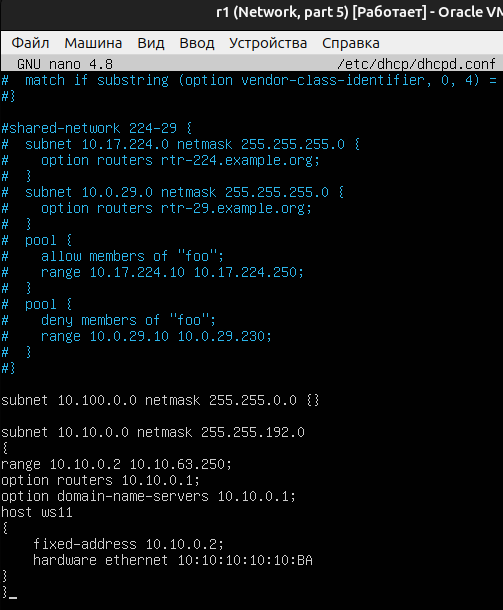 r1 (Network, part 5) [Работает] - Oracle VM
Файл Машина Вид Ввод Устройства Справка
GNU nano 4.8 /etc/dhcp/dhcpd.conf
#  match if substring (option vendor-class-identifier, 0, 4) =
#}
#shared-network 224-29 {
#  subnet 10.17.224.0 netmask 255.255.255.0 {
#    option routers rtr-224.example.org;
#  }
#  subnet 10.0.29.0 netmask 255.255.255.0 {
#    option routers rtr-29.example.org;
#  }
#  pool {
#    allow members of "foo";
#    range 10.17.224.10 10.17.224.250;
#  }
#  pool {
#    deny members of "foo";
#    range 10.0.29.10 10.0.29.230;
#  }
#}
subnet 10.100.0.0 netmask 255.255.0.0 {}
subnet 10.10.0.0 netmask 255.255.192.0
{
range 10.10.0.2 10.10.63.250;
option routers 10.10.0.1;
option domain-name-servers 10.10.0.1;
host ws11
{
    fixed-address 10.10.0.2;
    hardware ethernet 10:10:10:10:10:BA
}
}_